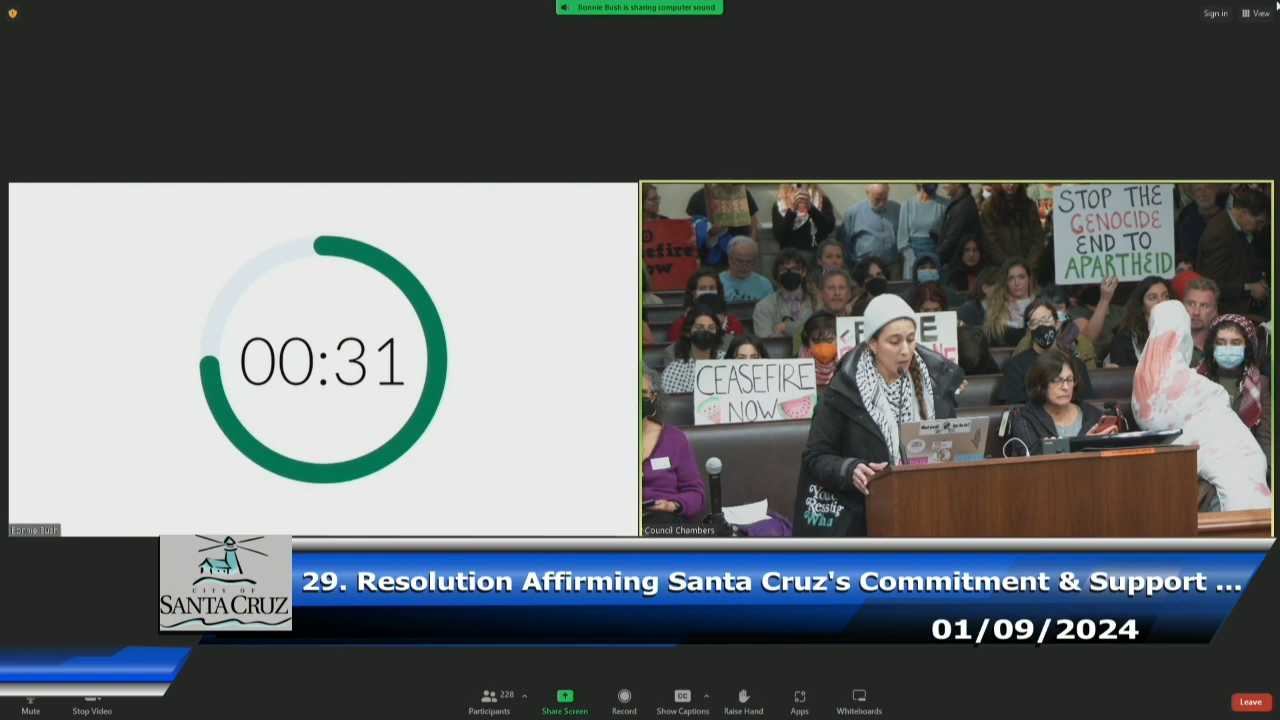 Bonnie Bush is sharing computer sound
Sign in
View
00:31
Bonnie Bush
STOP THE
GENOCIDE
END TO
APARTHEID
CEASEFIRE
NOW
You
Council Chambers
CITY OF
SANTA CRUZ
29. Resolution Affirming Santa Cruz's Commitment & Support ...
01/09/2024
Mute
Stop Video
228
Participants
Share Screen
CC
Record
Show Captions
Raise Hand
Apps
Whiteboards
Leave